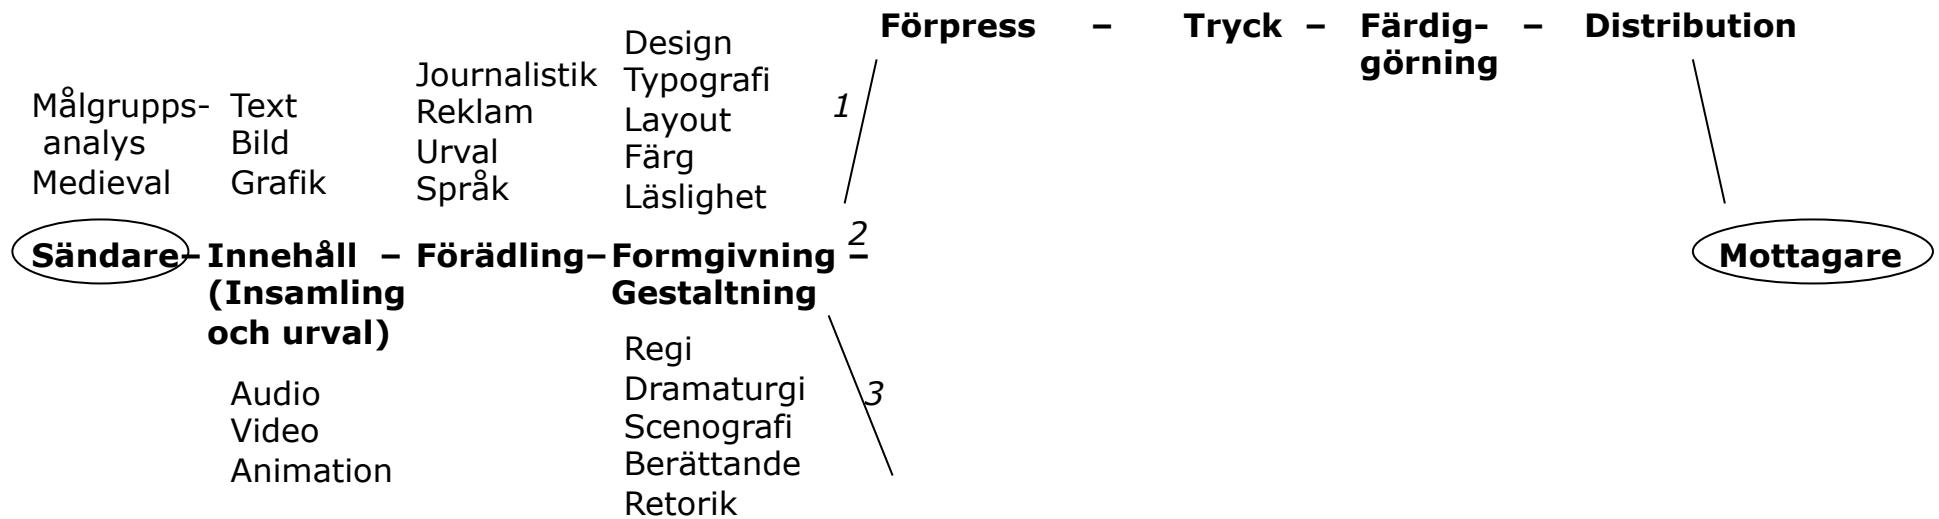 Förpress – Tryck – Färdig- – Distribution
görning
Design
Typografi
Layout
Färg
Läslighet
Journalistik
Reklam
Urval
Språk
Målgrupps-
analys
Medieval
Text
Bild
Grafik
1
2
Sändare – Innehåll – Förädling – Formgivning –
(Insamling
och urval)
Gestaltning
Mottagare
Audio
Video
Animation
Regi
Dramaturgi
Scenografi
Berättande
Retorik
3